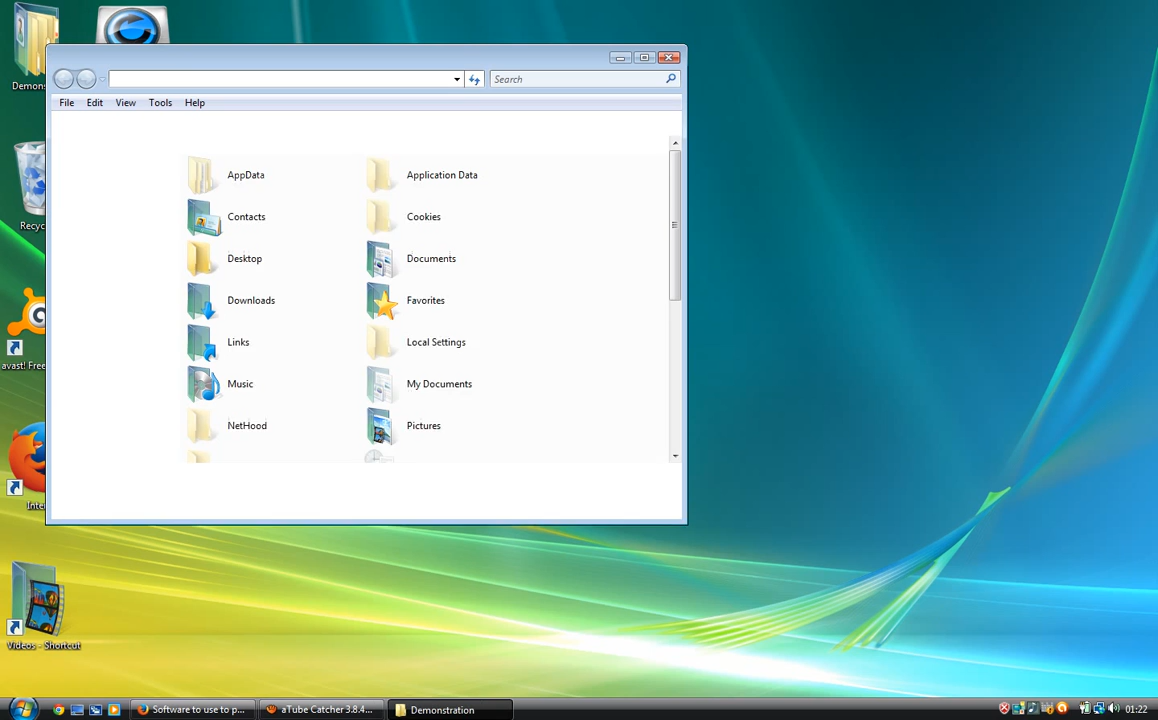 Demons
Search
File Edit View Tools Help
AppData
Application Data
Contacts
Cookies
Desktop
Documents
Downloads
Favorites
Links
Local Settings
Music
My Documents
NetHood
Pictures
Recyc
avast! Free
Inte
Videos - Shortcut
Software to use to p...
aTube Catcher 3.8.4...
Demonstration
01:22